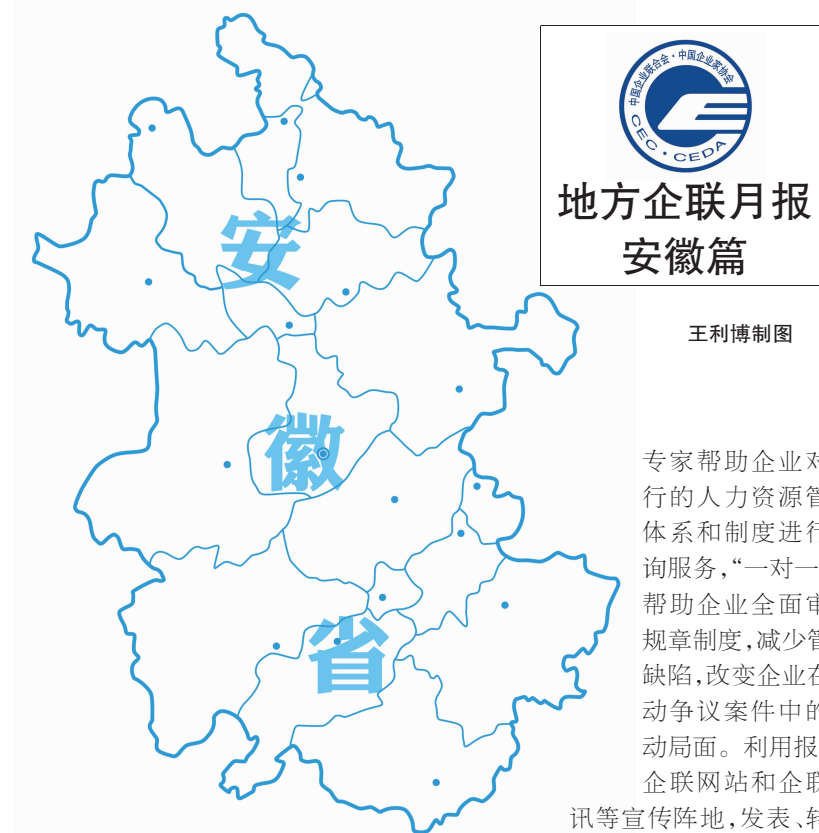 安
徽
省
中国企业联合会·中国企业家协会
CEC·CEDA
地方企联月报
安徽篇
王利博制图
专家帮助企业对
行的人力资源管
体系和制度进行
询服务,“一对一
帮助企业全面审
规章制度,减少管
缺陷,改变企业在
动争议案件中的
动局面。利用报
企联网站和企联
讯等宣传阵地,发表、转